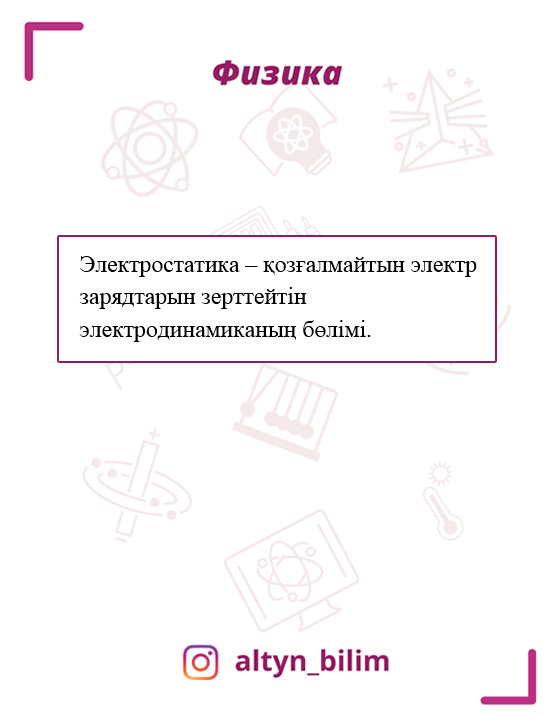 Физика
Электростатика – қозғалмайтын электр
зарядтарын зерттейтін
электродинамиканың бөлімі.
altyn_bilim